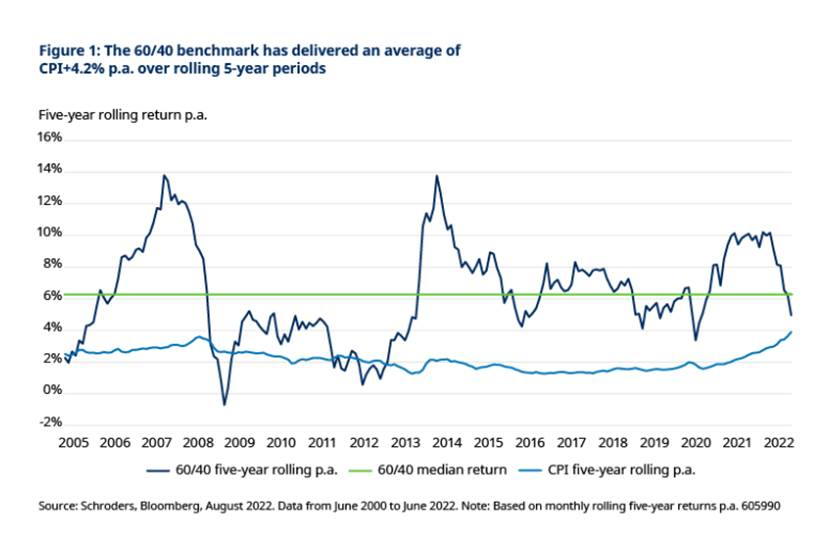 Figure 1: The 60/40 benchmark has delivered an average of
CPI+4.2% p.a. over rolling 5-year periods
Five-year rolling return p.a.
16%
14%
12%
10%
8%
6%
4%
2%
0%
-2%
2005 2006 2007 2008 2009 2010 2011 2012 2013 2014 2015 2016 2017 2018 2019 2020 2021 2022
60/40 five-year rolling p.a. 60/40 median return CPI five-year rolling p.a.
Source: Schroders, Bloomberg, August 2022. Data from June 2000 to June 2022. Note: Based on monthly rolling five-year returns p.a. 605990